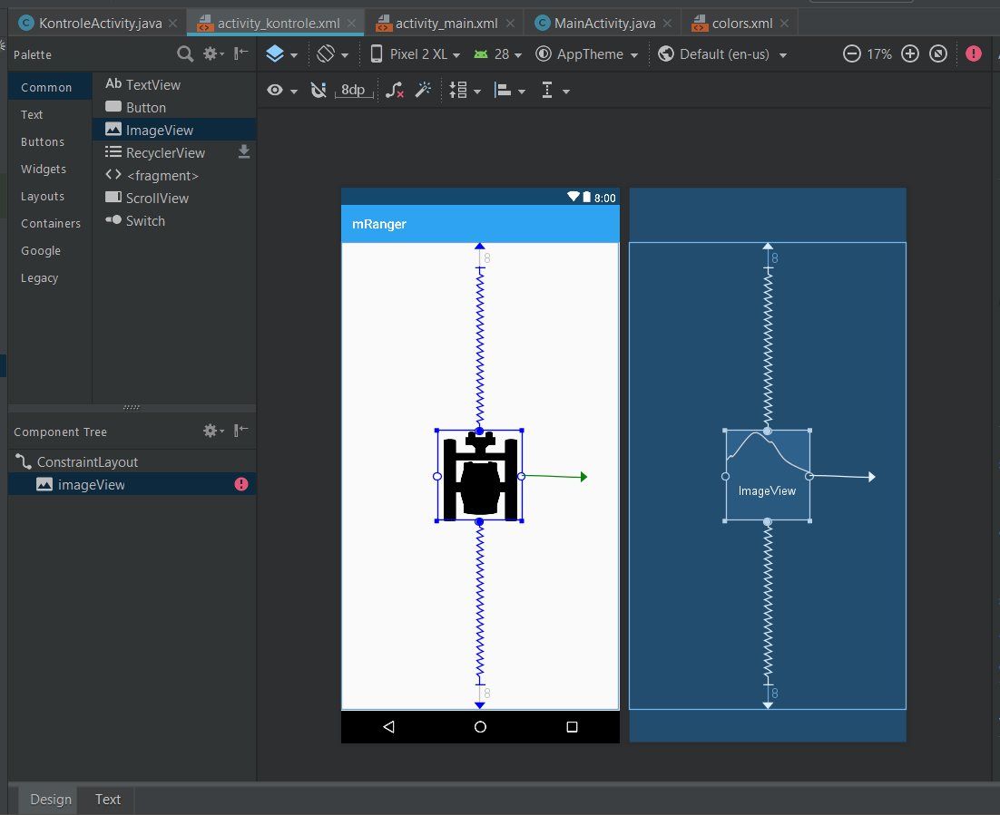 KontroleActivity.java
activity_kontrole.xml
activity_main.xml
MainActivity.java
colors.xml
Palette
Pixel 2 XL
28
AppTheme
Default (en-us)
17%
8dp
Common
Text
Buttons
Widgets
Layouts
Containers
Google
Legacy
Ab TextView
Button
ImageView
RecyclerView
<> <fragment>
ScrollView
Switch
Component Tree
ConstraintLayout
imageView
8:00
mRanger
8
8
8
ImageView
8
Design
Text